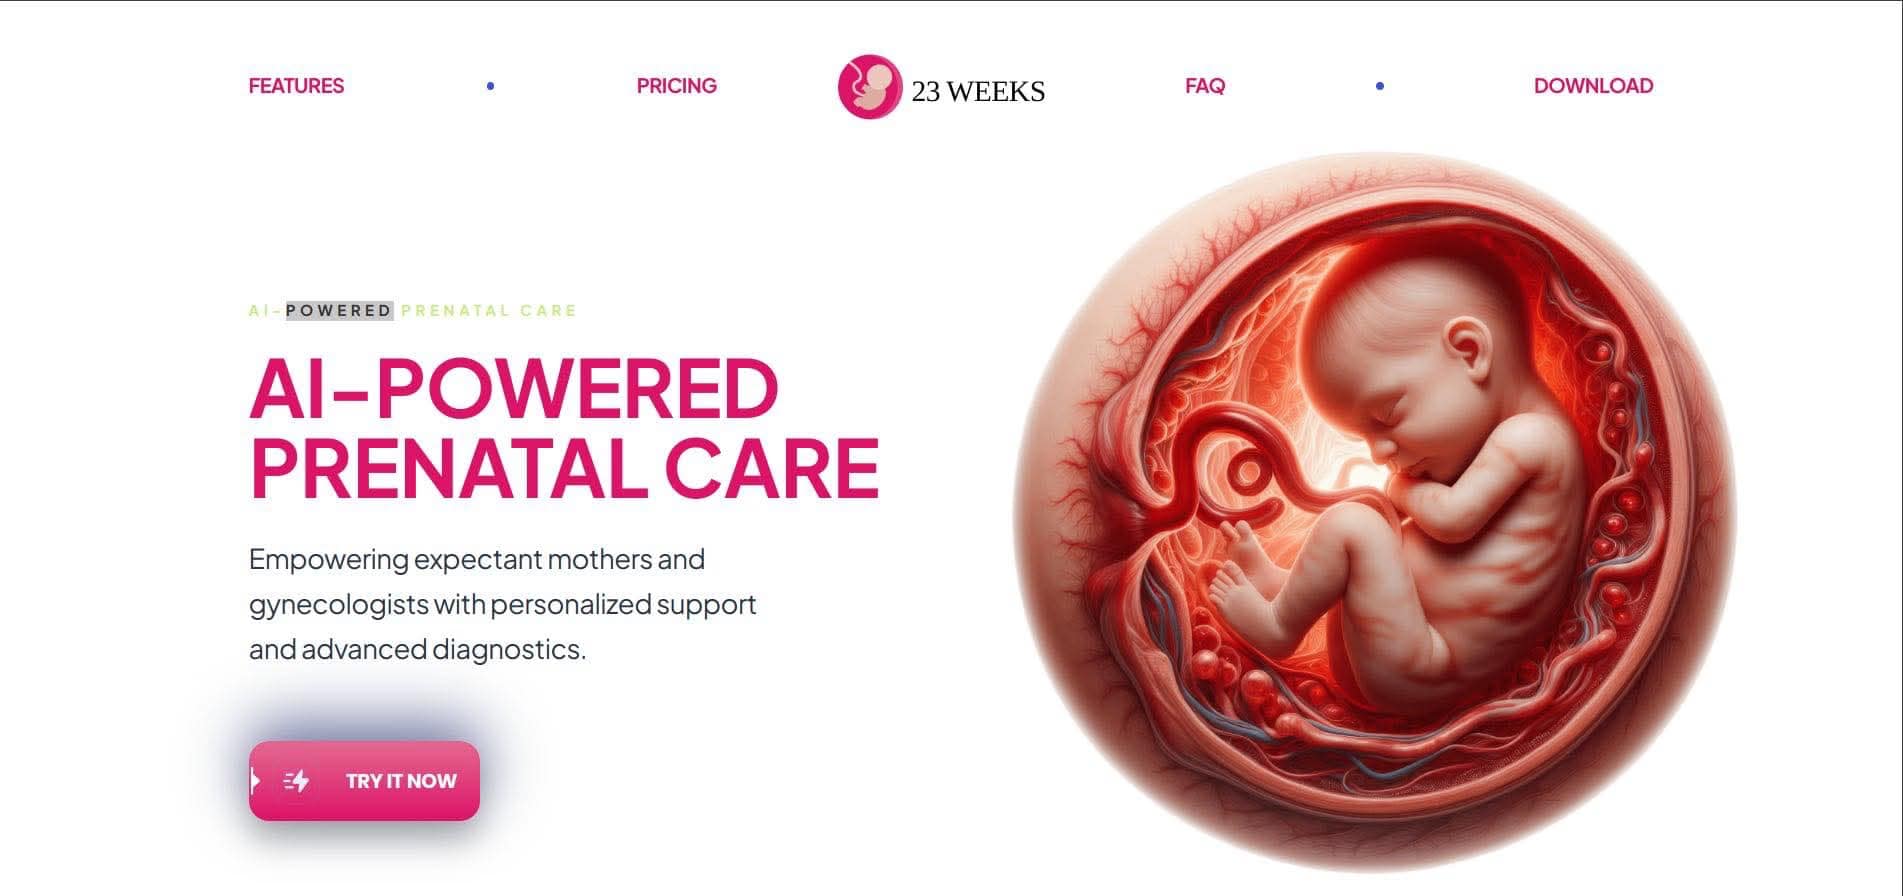 FEATURES
PRICING
23 WEEKS
FAQ
DOWNLOAD
AI-POWERED PRENATAL CARE
AI-POWERED
PRENATAL CARE
Empowering expectant mothers and
gynecologists with personalized support
and advanced diagnostics.
TRY IT NOW